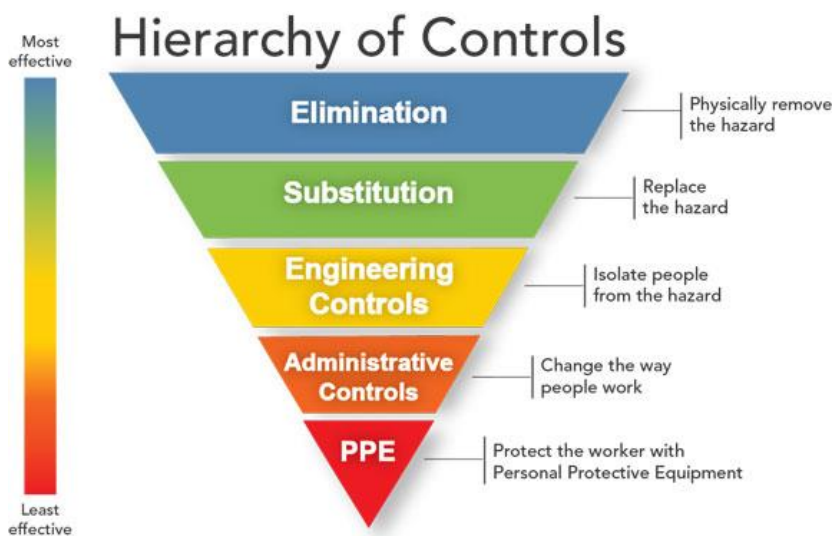 Hierarchy of Controls
Most
effective
Elimination
Physically remove
the hazard
Substitution
Replace
the hazard
Engineering
Controls
Isolate people
from the hazard
Administrative
Controls
Change the way
people work
PPE
Protect the worker with
Personal Protective Equipment
Least
effective